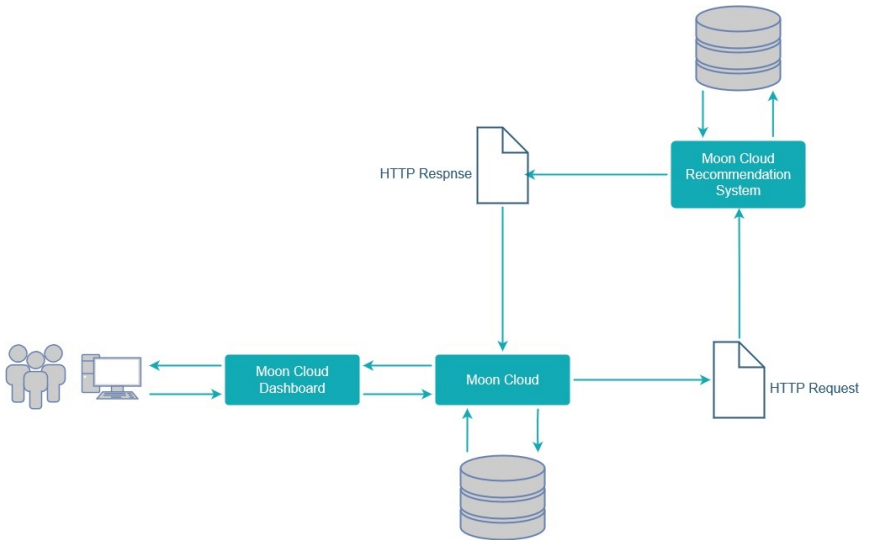 Moon Cloud
Recommendation
System
HTTP Respnse
Moon Cloud
Dashboard
Moon Cloud
HTTP Request